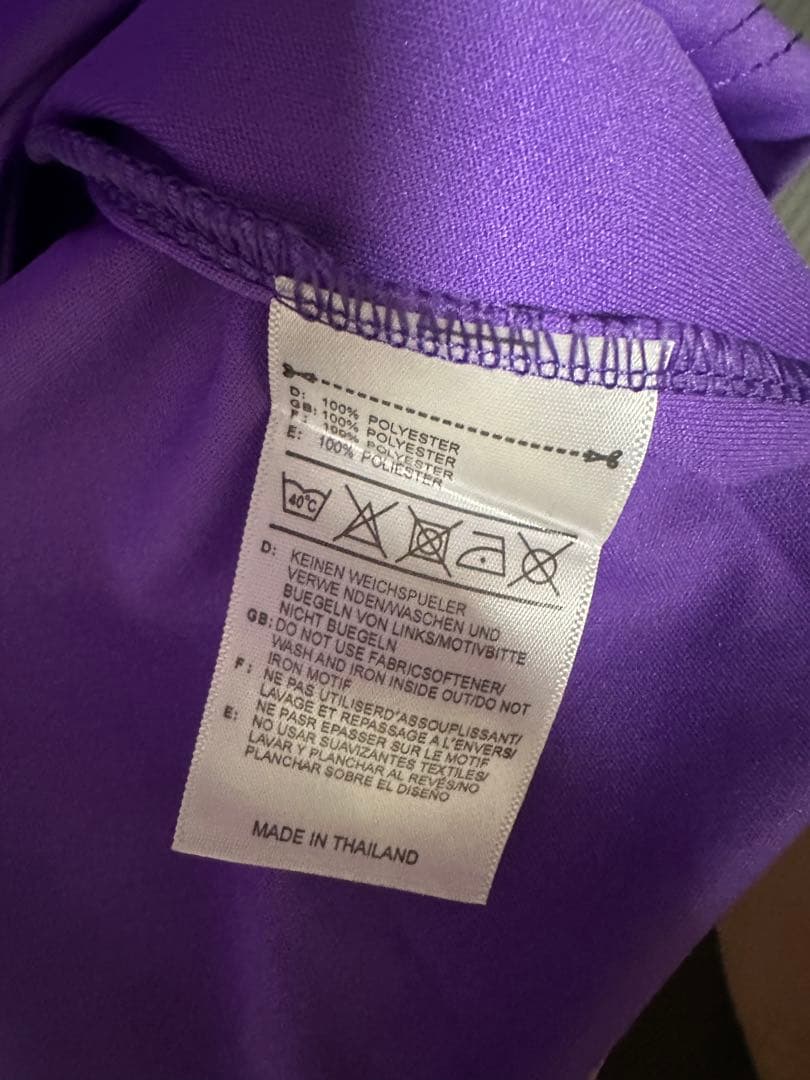 D: 100% POLYESTER
GB: 100% POLYESTER
F: 100% POLYESTER
E: 100% POLIESTER
40°C
D: KEINEN WEICHSPUELER
VERWE NDEN/WASCHEN UND
BUEGELN VON LINKS/MOTIVBITTE
NICHT BUEGELN
GB: DO NOT USE FABRICSOFTENER/
WASH AND IRON INSIDE OUT/DO NOT
IRON MOTIF
F: NE PAS UTILISERD'ASSOUPLISSANT/
LAVAGE ET REPASSAGE A L'ENVERS/
NE PASR EPASSER SUR LE MOTIF
E: NO USAR SUAVIZANTES TEXTILES/
LAVAR Y PLANCHAR AL REVÉS/NO
PLANCHAR SOBRE EL DISEÑO
MADE IN THAILAND